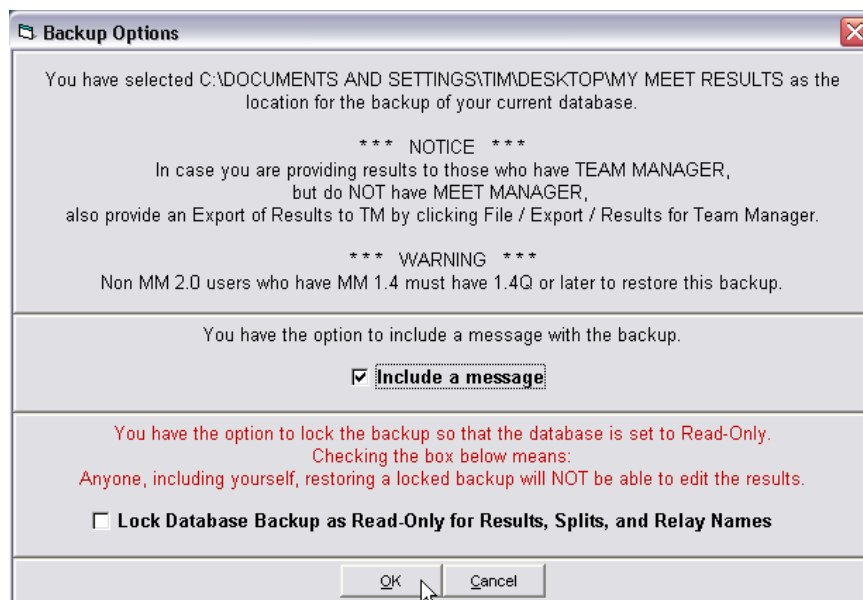 Backup Options
You have selected C:\DOCUMENTS AND SETTINGS\TIM\DESKTOP\MY MEET RESULTS as the
location for the backup of your current database.
* * * NOTICE * * *
In case you are providing results to those who have TEAM MANAGER,
but do NOT have MEET MANAGER,
also provide an Export of Results to TM by clicking File / Export / Results for Team Manager.
* * * WARNING * * *
Non MM 2.0 users who have MM 1.4 must have 1.4Q or later to restore this backup.
You have the option to include a message with the backup.
Include a message
You have the option to lock the backup so that the database is set to Read-Only.
Checking the box below means:
Anyone, including yourself, restoring a locked backup will NOT be able to edit the results.
Lock Database Backup as Read-Only for Results, Splits, and Relay Names
OK Cancel